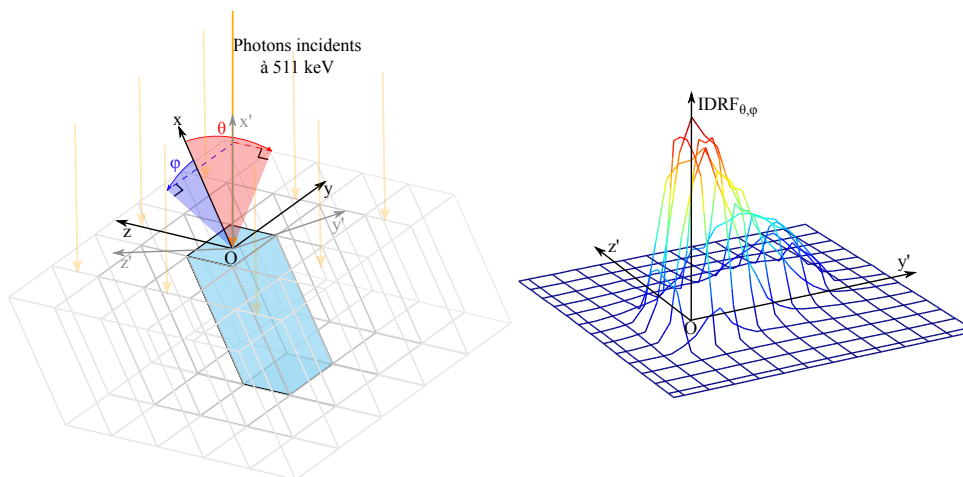 Photons incidents
à 511 keV
x
θ
x'
φ
y
z
y'
z'
O
IDRFθ,φ
z'
y'
O